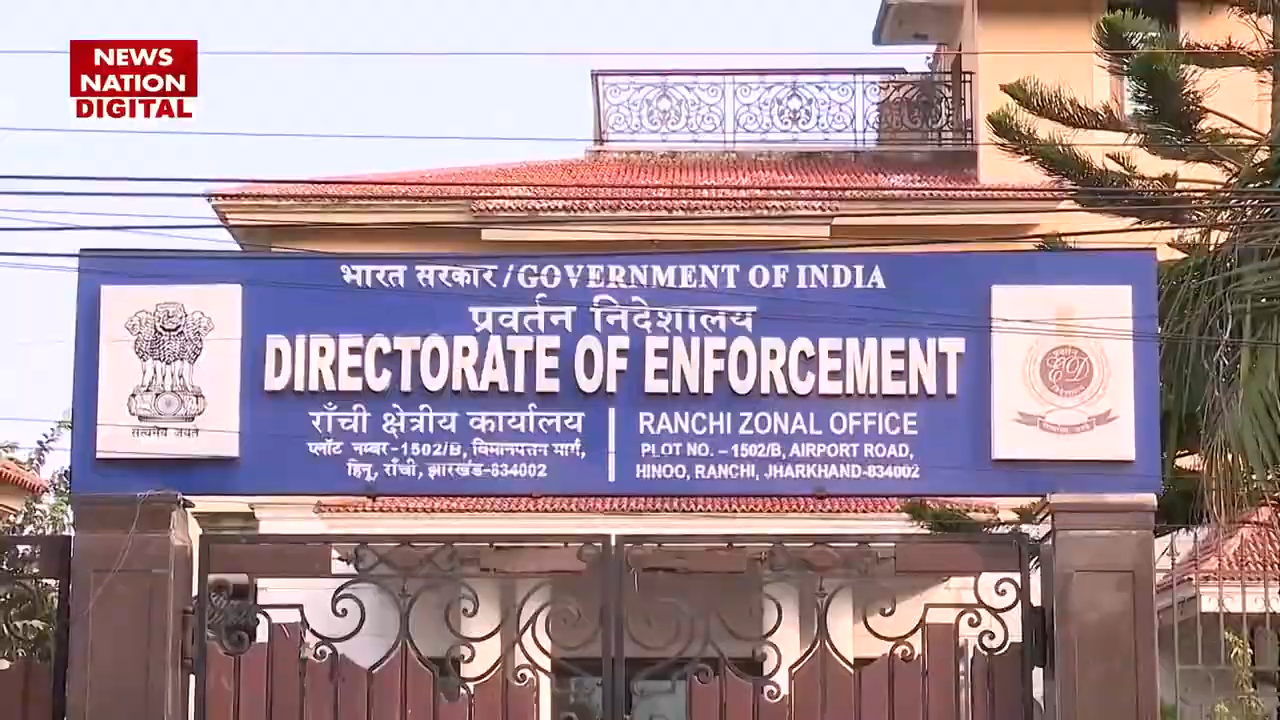 NEWS
NATION
DIGITAL
भारत सरकार/GOVERNMENT OF INDIA
प्रवर्तन निदेशालय
DIRECTORATE OF ENFORCEMENT
राँची क्षेत्रीय कार्यालय
प्लॉट नम्बर-1502/B, विमानपत्तन मार्ग,
हिनू, राँची, झारखंड-834002
RANCHI ZONAL OFFICE
PLOT NO. – 1502/B, AIRPORT ROAD,
HINOO, RANCHI, JHARKHAND-834002
सत्यमेव जयते
ED